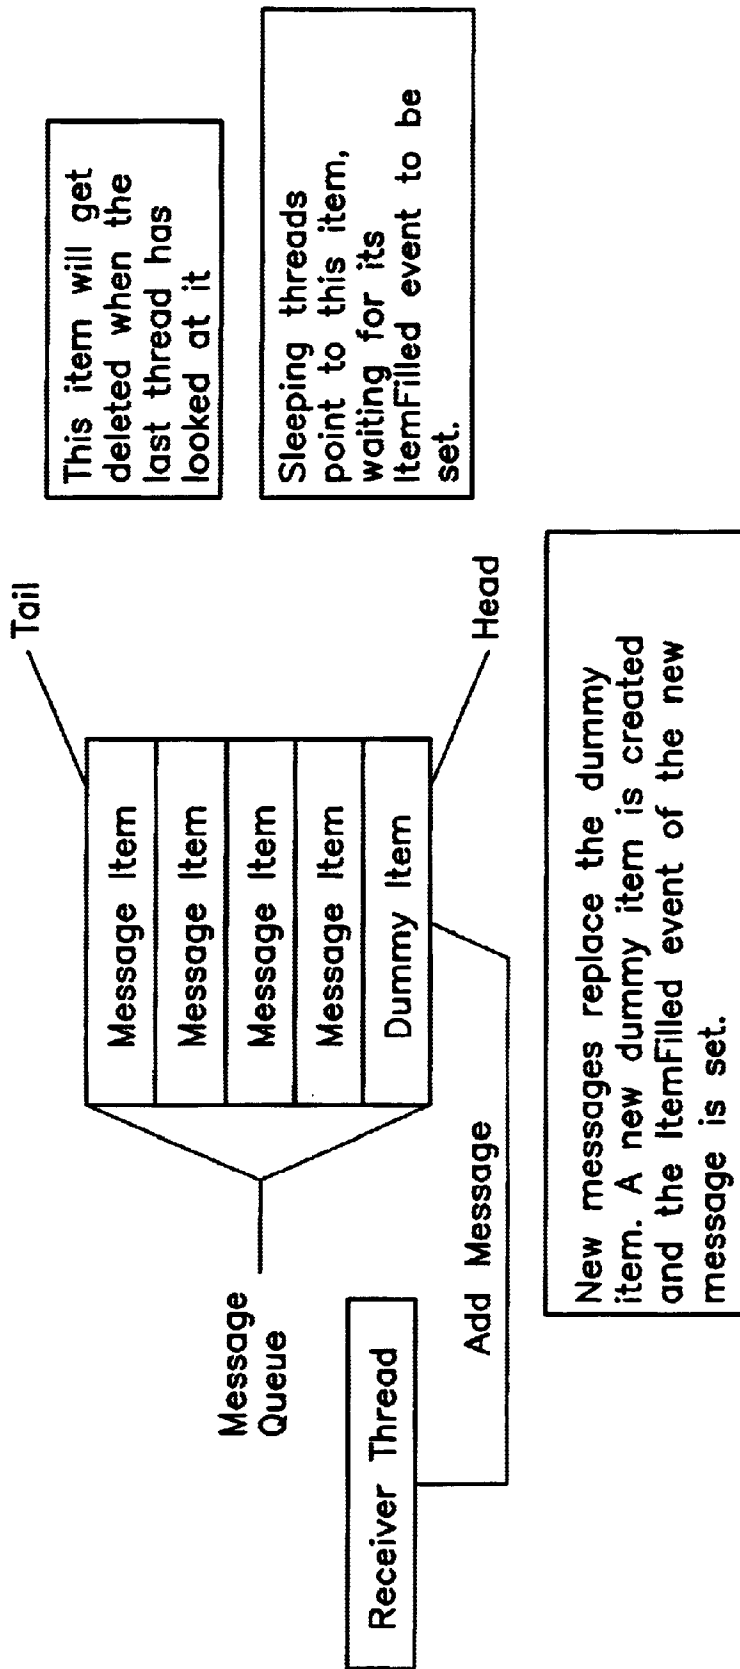 Tail
This item will get
deleted when the
last thread has
looked at it
Message Item
Message Item
Message Item
Message Item
Dummy Item
Message
Queue
Head
Sleeping threads
point to this item,
waiting for its
ItemFilled event to be
set.
Receiver Thread
Add Message
New messages replace the dummy
item. A new dummy item is created
and the ItemFilled event of the new
message is set.